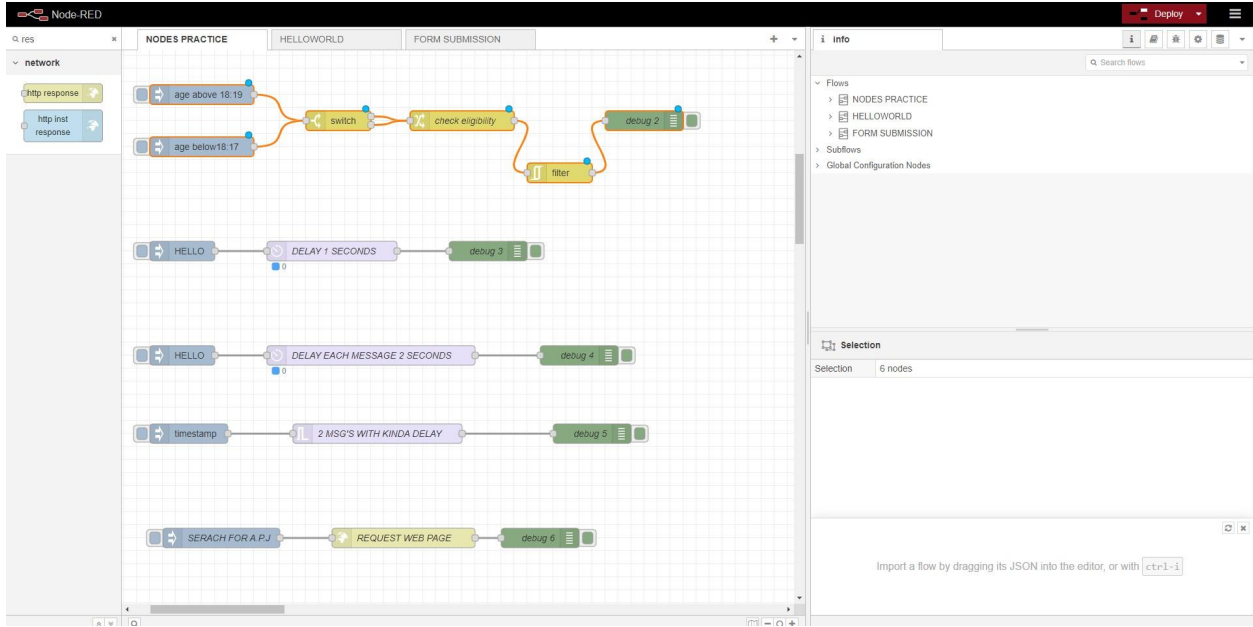 Node-RED
Deploy
res
NODES PRACTICE
HELLOWORLD
FORM SUBMISSION
i info
i
network
http response
http inst
response
age above 18:19
switch
check eligibility
debug 2
age below18:17
filter
HELLO
DELAY 1 SECONDS
debug 3
0
HELLO
DELAY EACH MESSAGE 2 SECONDS
debug 4
0
timestamp
2 MSG'S WITH KINDA DELAY
debug 5
SERACH FOR A.P.J
REQUEST WEB PAGE
debug 6
Search flows
Flows
NODES PRACTICE
HELLOWORLD
FORM SUBMISSION
Subflows
Global Configuration Nodes
Selection
Selection 6 nodes
Import a flow by dragging its JSON into the editor, or with ctrl-i